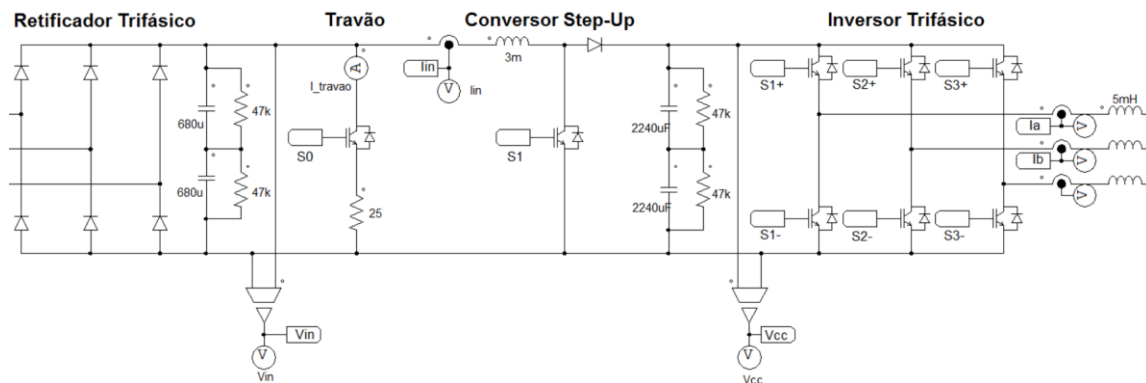 Retificador Trifásico
Travão
Conversor Step-Up
Inversor Trifásico
680u
47k
680u
47k
A
I_travao
S0
25
Iin
V
Iin
3m
S1
2240uF
47k
2240uF
47k
S1+
S2+
S3+
S1-
S2-
S3-
5mH
Ia
V
Ib
V
V
Vin
V
Vin
Vcc
V
Vcc